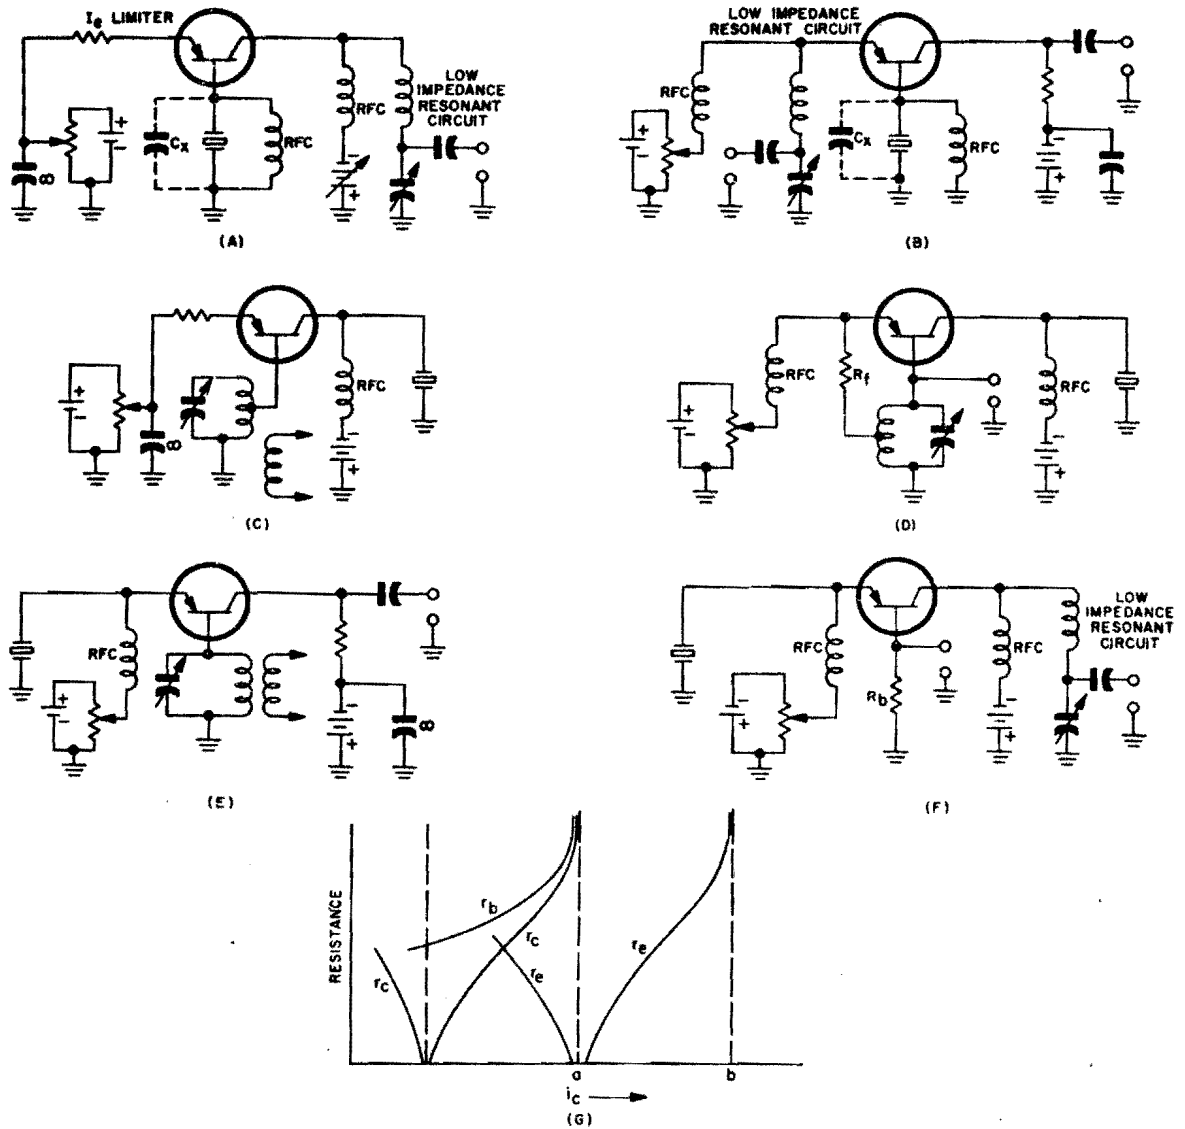 Ie LIMITER
RFC
LOW
IMPEDANCE
RESONANT
CIRCUIT
+
-
Cx
RFC
∞
+
(A)
LOW IMPEDANCE
RESONANT CIRCUIT
RFC
+
-
Cx
RFC
-
+
(B)
+
-
∞
RFC
-
+
(C)
RFC
Rf
RFC
+
-
-
+
(D)
RFC
+
-
-
+
∞
(E)
RFC
RFC
LOW
IMPEDANCE
RESONANT
CIRCUIT
Rb
-
+
-
+
(F)
RESISTANCE
rb
rc
re
re
rc
a
b
ic
(G)